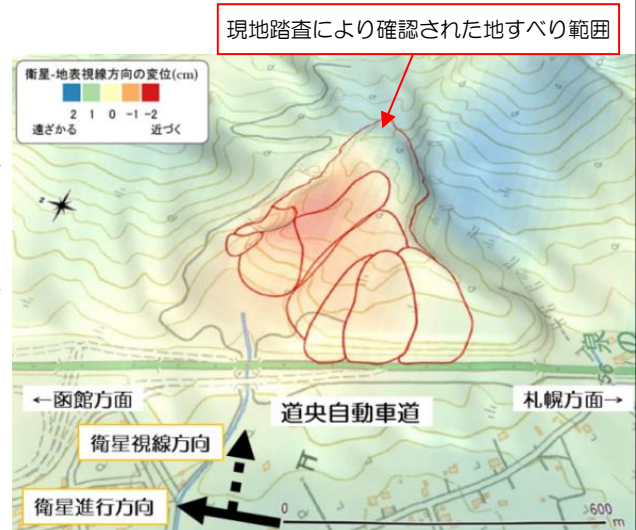 現地踏査により確認された地すべり範囲
衛星-地表視線方向の変位(cm)
2 1 0 -1 -2
遠ざかる 近づく
z
泉
の
56
←函館方面
道央自動車道
札幌方面→
衛星視線方向
衛星進行方向
0 600
m